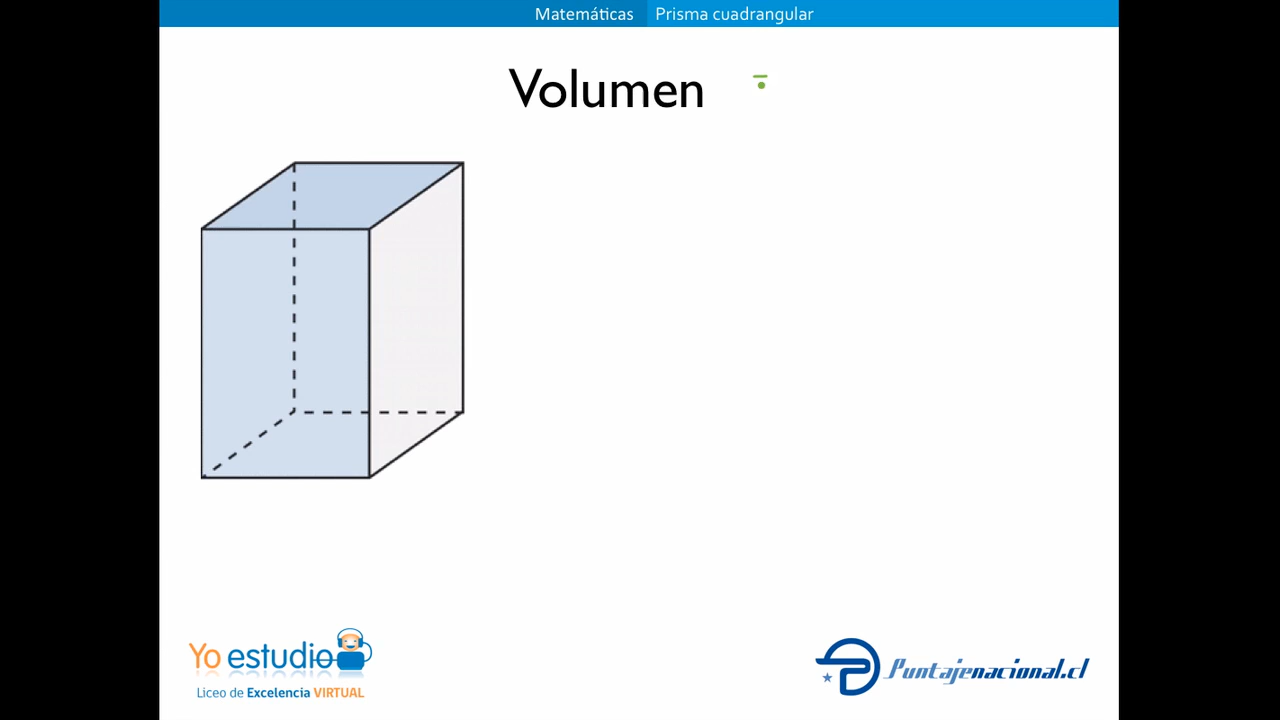 Matemáticas Prisma cuadrangular
Volumen
Yo estudio
Liceo de Excelencia VIRTUAL
Puntajenacional.cl